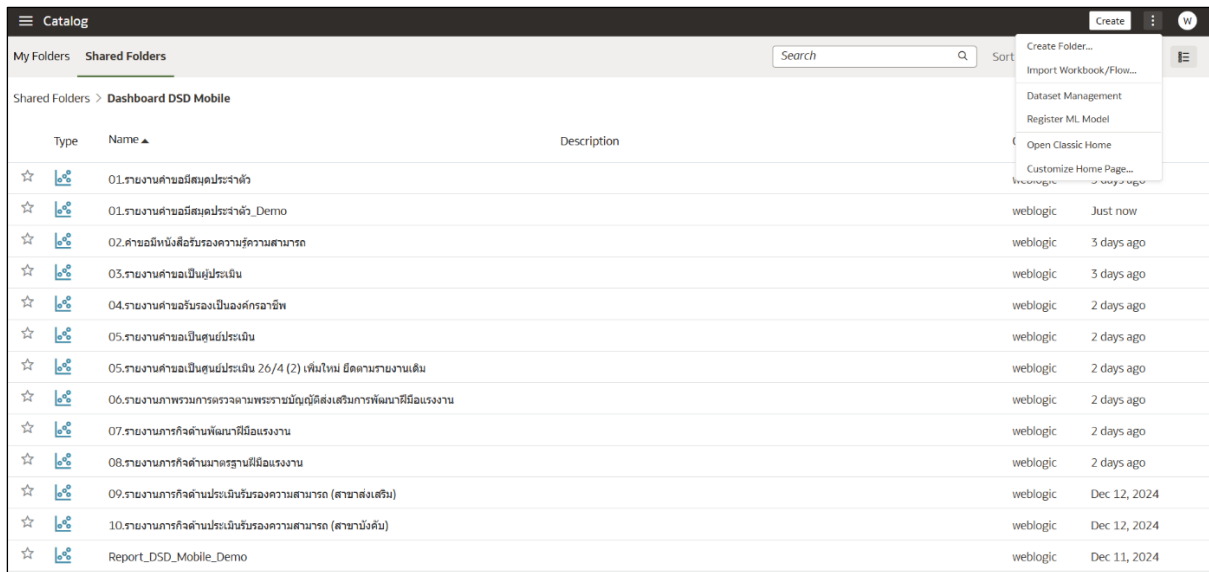 Catalog
Create
W
My Folders Shared Folders
Search
Sort
Create Folder...
Import Workbook/Flow...
Dataset Management
Register ML Model
Open Classic Home
Customize Home Page...
Shared Folders > Dashboard DSD Mobile
Type Name Description
01.รายงานคำขอมีสมุดประจำตัว weblogic 3 days ago
01.รายงานคำขอมีสมุดประจำตัว_Demo weblogic Just now
02.คำขอมีหนังสือรับรองความรู้ความสามารถ weblogic 3 days ago
03.รายงานคำขอเป็นผู้ประเมิน weblogic 3 days ago
04.รายงานคำขอรับรองเป็นองค์กรอาชีพ weblogic 2 days ago
05.รายงานคำขอเป็นศูนย์ประเมิน weblogic 2 days ago
05.รายงานคำขอเป็นศูนย์ประเมิน 26/4 (2) เพิ่มใหม่ ยึดตามรายงานเดิม weblogic 2 days ago
06.รายงานภาพรวมการตรวจตามพระราชบัญญัติส่งเสริมการพัฒนาฝีมือแรงงาน weblogic 2 days ago
07.รายงานภารกิจด้านพัฒนาฝีมือแรงงาน weblogic 2 days ago
08.รายงานภารกิจด้านมาตรฐานฝีมือแรงงาน weblogic 2 days ago
09.รายงานภารกิจด้านประเมินรับรองความสามารถ (สาขาส่งเสริม) weblogic Dec 12, 2024
10.รายงานภารกิจด้านประเมินรับรองความสามารถ (สาขาบังคับ) weblogic Dec 12, 2024
Report_DSD_Mobile_Demo weblogic Dec 11, 2024